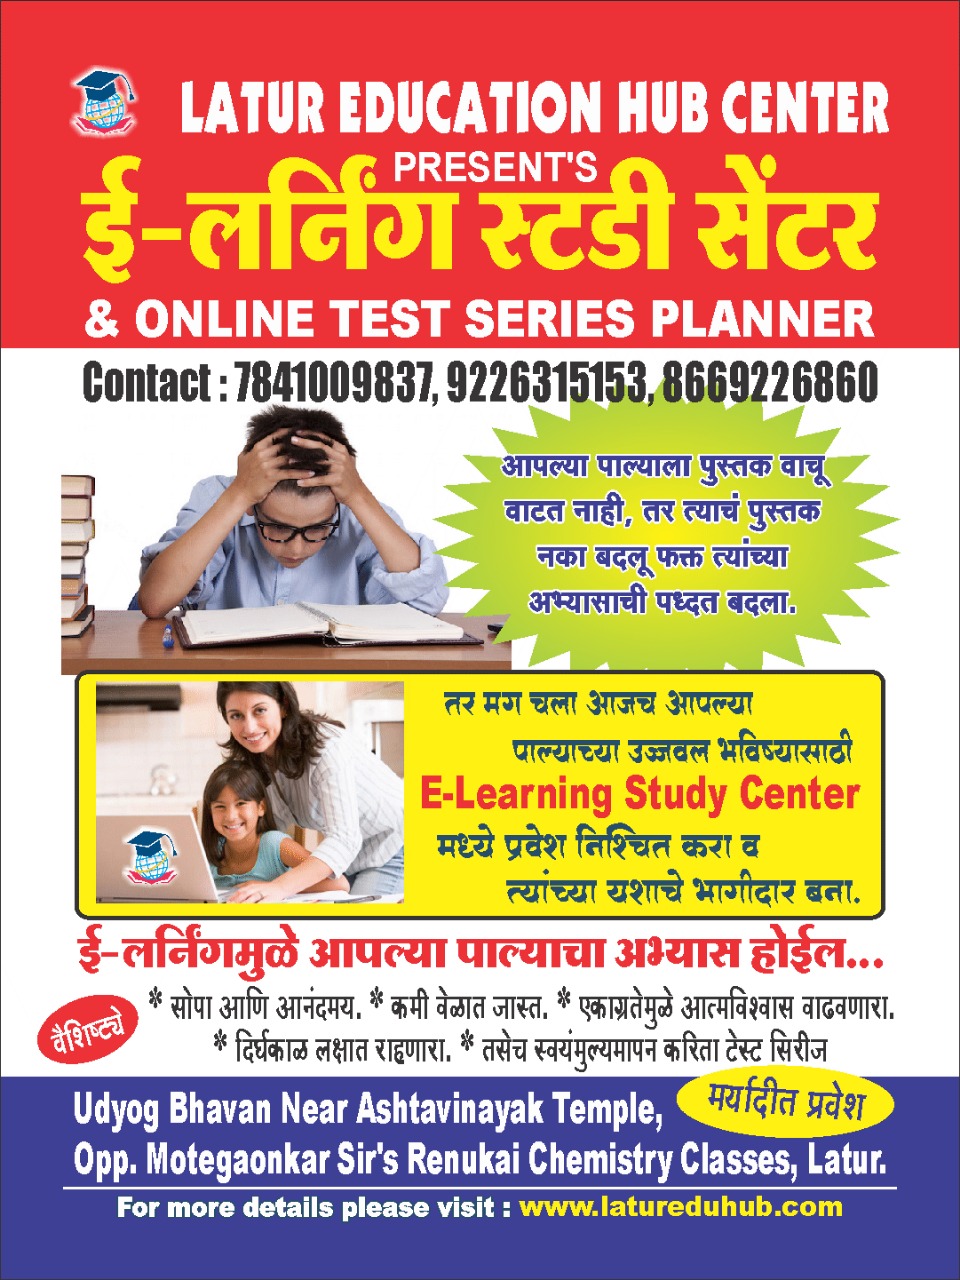 LATUR EDUCATION HUB CENTER
PRESENT'S
ई-लर्निंग स्टडी सेंटर
& ONLINE TEST SERIES PLANNER
Contact : 7841009837, 9226315153, 8669226860
आपल्या पाल्याला पुस्तक वाचू
वाटत नाही, तर त्याचं पुस्तक
नका बदलू फक्त त्यांच्या
अभ्यासाची पध्दत बदला.
तर मग चला आजच आपल्या
पाल्याच्या उज्जवल भविष्यासाठी
E-Learning Study Center
मध्ये प्रवेश निश्चित करा व
त्यांच्या यशाचे भागीदार बना.
ई-लर्निंगमुळे आपल्या पाल्याचा अभ्यास होईल...
वैशिष्ट्ये
* सोपा आणि आनंदमय. * कमी वेळात जास्त. * एकाग्रतेमुळे आत्मविश्वास वाढवणारा.
* दिर्घकाळ लक्षात राहणारा. * तसेच स्वयंमुल्यमापन करिता टेस्ट सिरीज
मर्यादीत प्रवेश
Udyog Bhavan Near Ashtavinayak Temple,
Opp. Motegaonkar Sir's Renukai Chemistry Classes, Latur.
For more details please visit : www.latureduhub.com